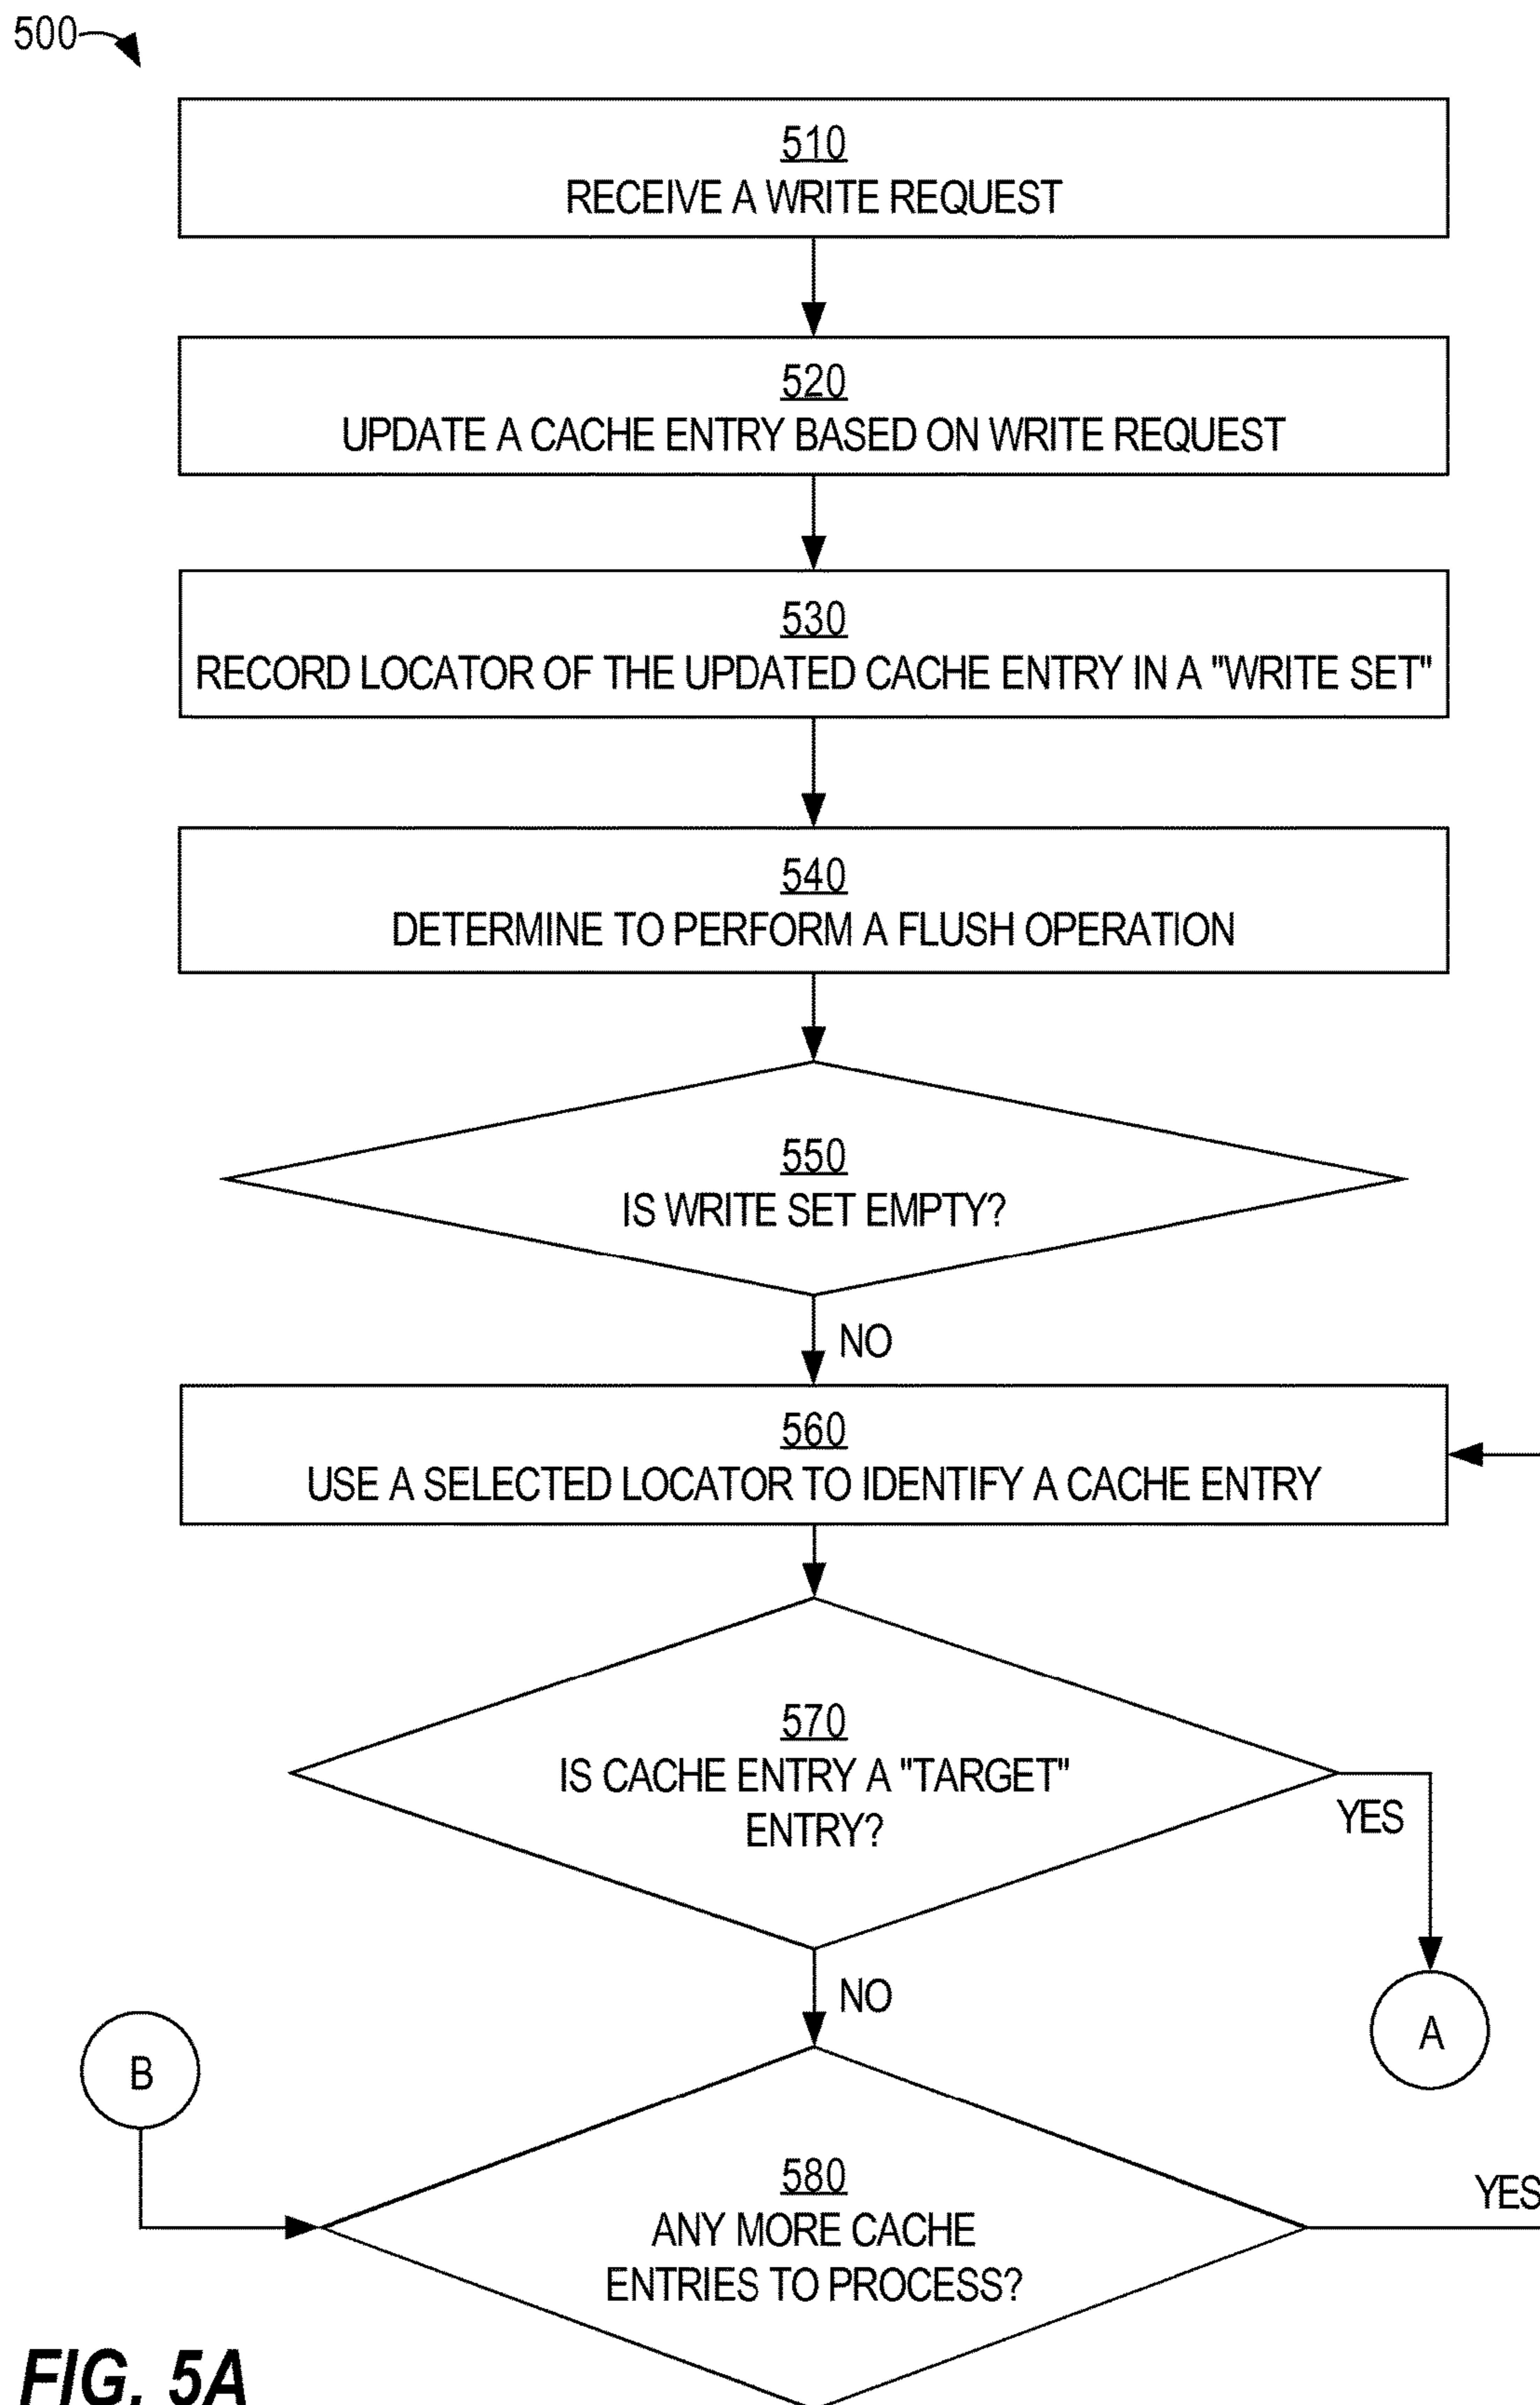 500
510
RECEIVE A WRITE REQUEST
520
UPDATE A CACHE ENTRY BASED ON WRITE REQUEST
530
RECORD LOCATOR OF THE UPDATED CACHE ENTRY IN A "WRITE SET"
540
DETERMINE TO PERFORM A FLUSH OPERATION
550
IS WRITE SET EMPTY?
NO
560
USE A SELECTED LOCATOR TO IDENTIFY A CACHE ENTRY
570
IS CACHE ENTRY A "TARGET"
ENTRY?
YES
NO
A
B
580
ANY MORE CACHE
ENTRIES TO PROCESS?
YES
FIG. 5A